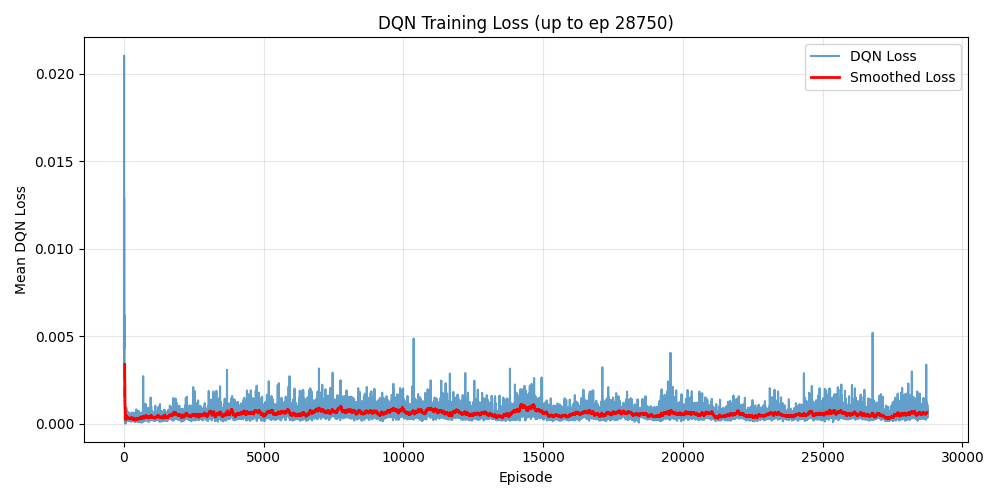 DQN Training Loss (up to ep 28750)
DQN Loss
Smoothed Loss
Mean DQN Loss
0.020
0.015
0.010
0.005
0.000
0
5000
10000
15000
20000
25000
30000
Episode